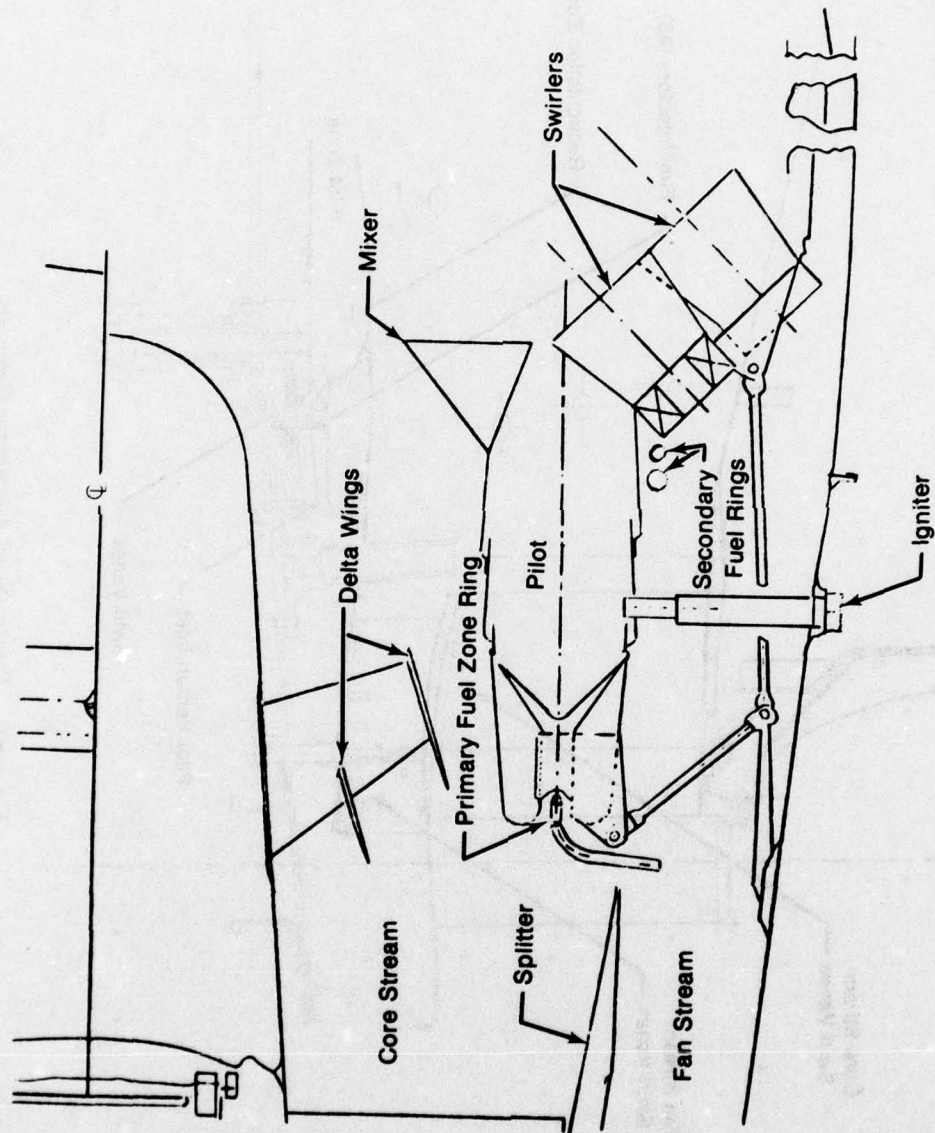 ℄
Mixer
Delta Wings
Swirlers
Core Stream
Primary Fuel Zone Ring
Pilot
Splitter
Secondary
Fuel Rings
Fan Stream
Igniter